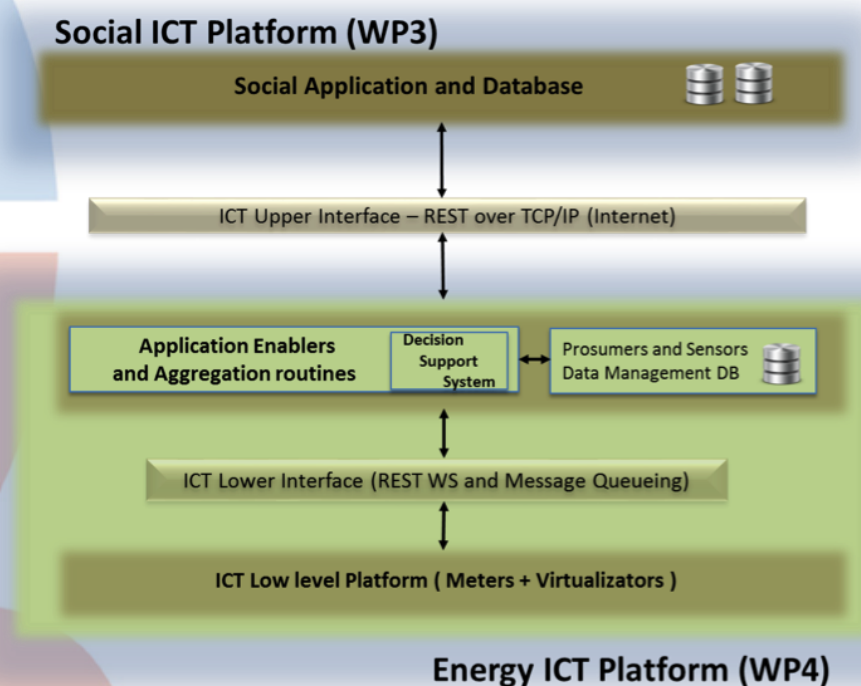 Social ICT Platform (WP3)
Social Application and Database
ICT Upper Interface – REST over TCP/IP (Internet)
Application Enablers
and Aggregation routines
Decision
Support
System
Prosumers and Sensors
Data Management DB
ICT Lower Interface (REST WS and Message Queueing)
ICT Low level Platform ( Meters + Virtualizators )
Energy ICT Platform (WP4)